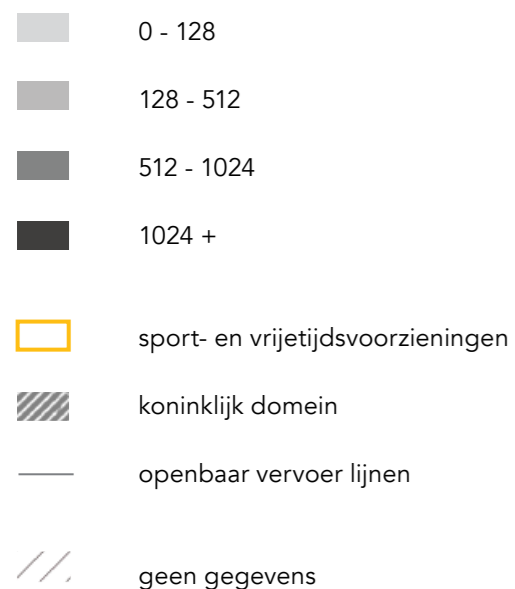 0 - 128
128 - 512
512 - 1024
1024 +
sport- en vrijetijdsvoorzieningen
koninklijk domein
openbaar vervoer lijnen
geen gegevens